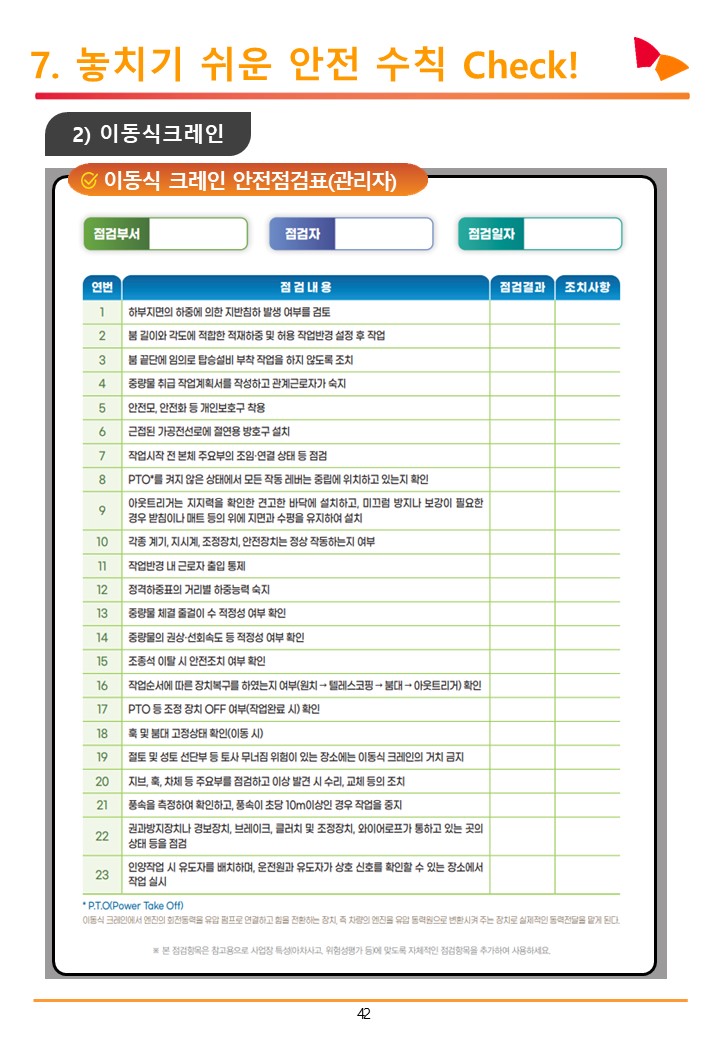 7. 놓치기 쉬운 안전 수칙 Check!
2) 이동식크레인
이동식 크레인 안전점검표(관리자)
점검부서 점검자 점검일자
연번 점 검 내 용 점검결과 조치사항
1 하부지면의 하중에 의한 지반침하 발생 여부를 검토
2 붐 길이와 각도에 적합한 적재하중 및 허용 작업반경 설정 후 작업
3 붐 끝단에 임의로 탑승설비 부착 작업을 하지 않도록 조치
4 중량물 취급 작업계획서를 작성하고 관계근로자가 숙지
5 안전모, 안전화 등 개인보호구 착용
6 근접된 가공전선로에 절연용 방호구 설치
7 작업시작 전 본체 주요부의 조임·연결 상태 등 점검
8 PTO*를 켜지 않은 상태에서 모든 작동 레버는 중립에 위치하고 있는지 확인
9 아웃트리거는 지지력을 확인한 견고한 바닥에 설치하고, 미끄럼 방지나 보강이 필요한
경우 받침이나 매트 등의 위에 지면과 수평을 유지하여 설치
10 각종 계기, 지시계, 조정장치, 안전장치는 정상 작동하는지 여부
11 작업반경 내 근로자 출입 통제
12 정격하중표의 거리별 하중능력 숙지
13 중량물 체결 줄걸이 수 적정성 여부 확인
14 중량물의 권상·선회속도 등 적정성 여부 확인
15 조종석 이탈 시 안전조치 여부 확인
16 작업순서에 따른 장치복구를 하였는지 여부(원치 → 텔레스코핑 → 붐대 → 아웃트리거) 확인
17 PTO 등 조정 장치 OFF 여부(작업완료 시) 확인
18 훅 및 붐대 고정상태 확인(이동 시)
19 절토 및 성토 선단부 등 토사 무너짐 위험이 있는 장소에는 이동식 크레인의 거치 금지
20 지브, 훅, 차체 등 주요부를 점검하고 이상 발견 시 수리, 교체 등의 조치
21 풍속을 측정하여 확인하고, 풍속이 초당 10m이상인 경우 작업을 중지
22 권과방지장치나 경보장치, 브레이크, 클러치 및 조정장치, 와이어로프가 통하고 있는 곳의
상태 등을 점검
23 인양작업 시 유도자를 배치하며, 운전원과 유도자가 상호 신호를 확인할 수 있는 장소에서
작업 실시
* P.T.O(Power Take Off)
이동식 크레인에서 엔진의 회전동력을 유압 펌프로 연결하고 힘을 전환하는 장치, 즉 차량의 엔진을 유압 동력원으로 변환시켜 주는 장치로 실제적인 동력전달을 맡게 된다.
※ 본 점검항목은 참고용으로 사업장 특성(아차사고, 위험성평가 등)에 맞도록 자체적인 점검항목을 추가하여 사용하세요.
42